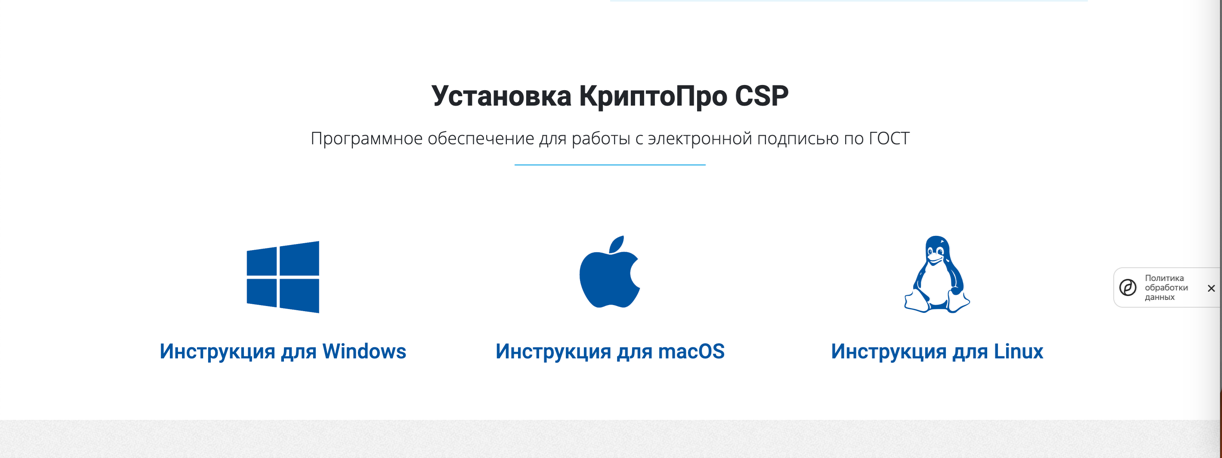 Установка КриптоПро CSP
Программное обеспечение для работы с электронной подписью по ГОСТ
Инструкция для Windows
Инструкция для macOS
Инструкция для Linux
Политика
обработки
данных